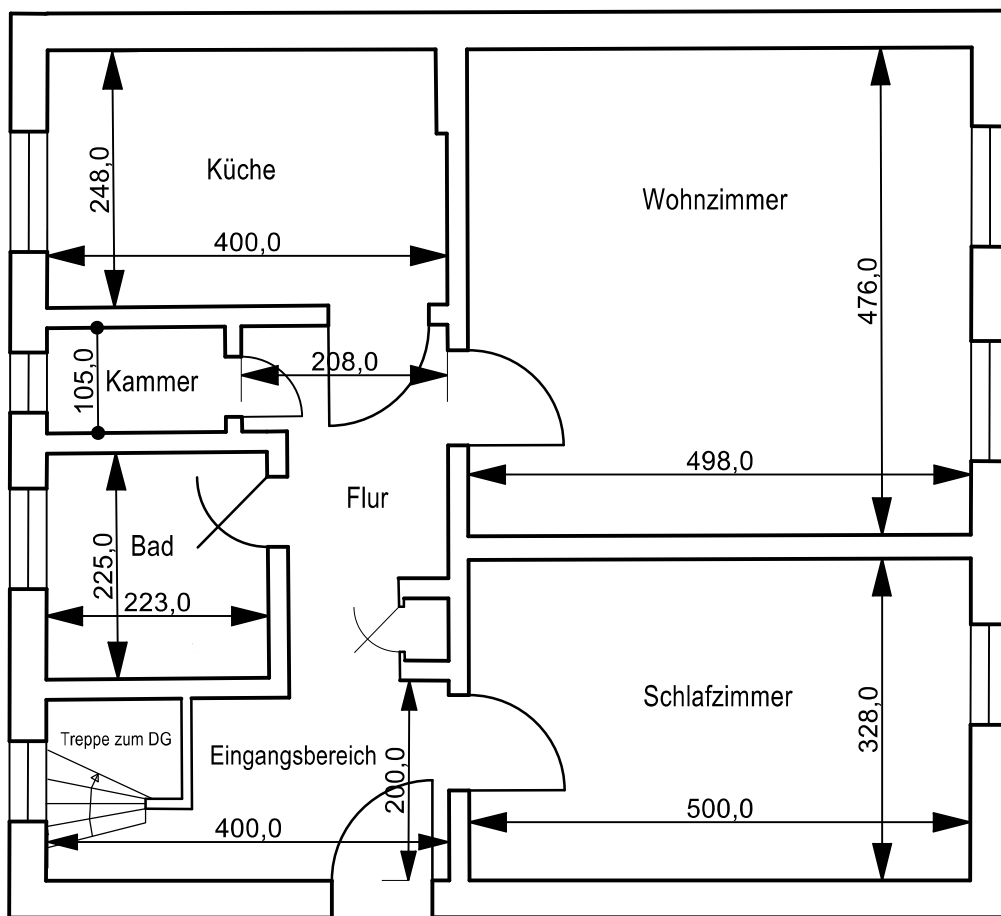 Küche
248,0
400,0
Wohnzimmer
476,0
498,0
Kammer
105,0
208,0
Flur
Bad
225,0
223,0
Schlafzimmer
328,0
500,0
Treppe zum DG
Eingangsbereich
200,0
400,0